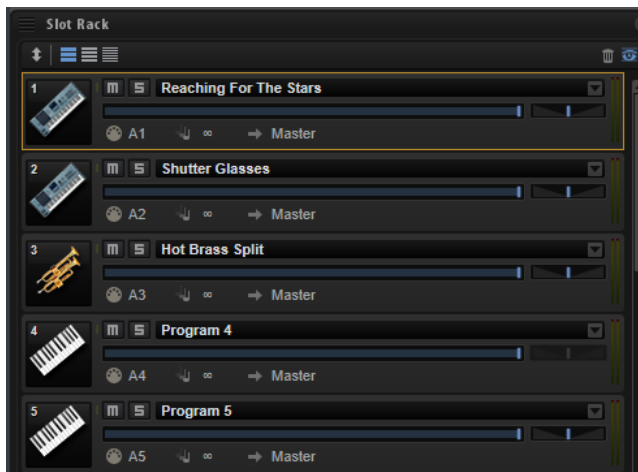 Slot Rack
1 m S Reaching For The Stars
A1 ∞ Master
2 m S Shutter Glasses
A2 ∞ Master
3 m S Hot Brass Split
A3 ∞ Master
4 m S Program 4
A4 ∞ Master
5 m S Program 5
A5 ∞ Master